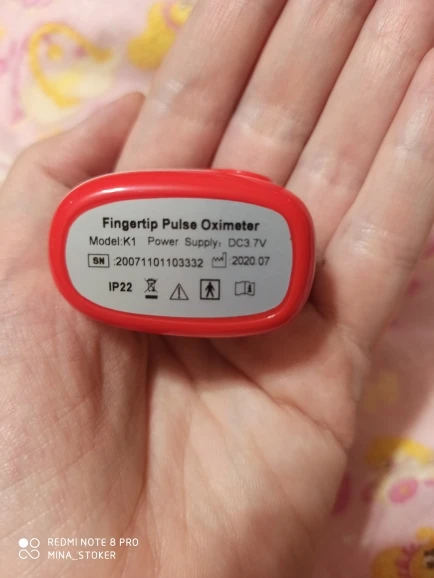 Fingertip Pulse Oximeter
Model:K1 Power Supply: DC3.7V
SN :20071101103332 2020.07
IP22
REDMI NOTE 8 PRO
MINA_STOKER